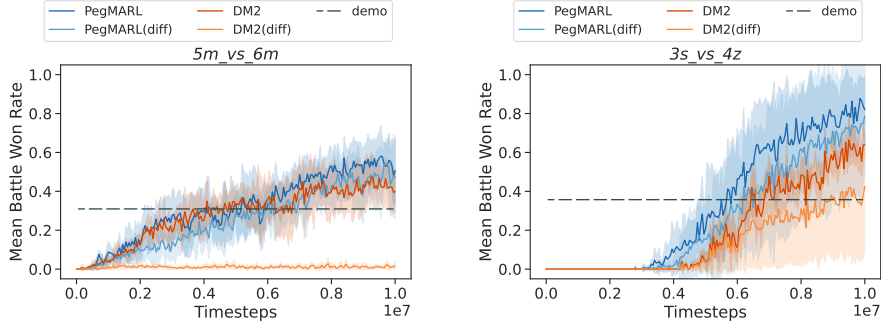 PegMARL DM2 demo
PegMARL(diff) DM2(diff)
5m_vs_6m
Mean Battle Won Rate
1.0
0.8
0.6
0.4
0.2
0.0
0.0 0.2 0.4 0.6 0.8 1.0
1e7
Timesteps
PegMARL DM2 demo
PegMARL(diff) DM2(diff)
3s_vs_4z
Mean Battle Won Rate
1.0
0.8
0.6
0.4
0.2
0.0
0.0 0.2 0.4 0.6 0.8 1.0
1e7
Timesteps